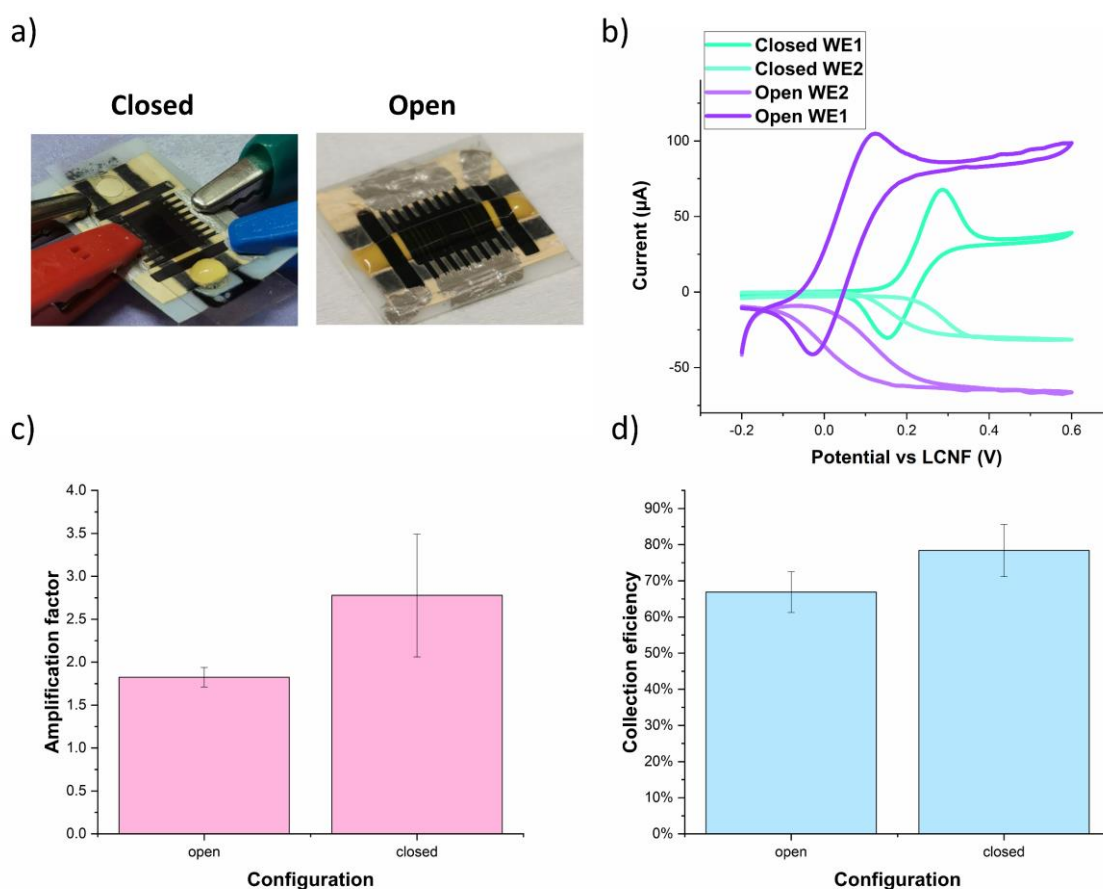 a)
Closed
Open
b)
Closed WE1
Closed WE2
Open WE2
Open WE1
100
50
0
-50
Current (µA)
-0.2
0.0
0.2
0.4
0.6
Potential vs LCNF (V)
c)
4.0
3.5
3.0
2.5
2.0
1.5
1.0
0.5
0.0
Amplification factor
open
closed
Configuration
d)
90%
80%
70%
60%
50%
40%
30%
20%
10%
0%
Collection eficiency
open
closed
Configuration